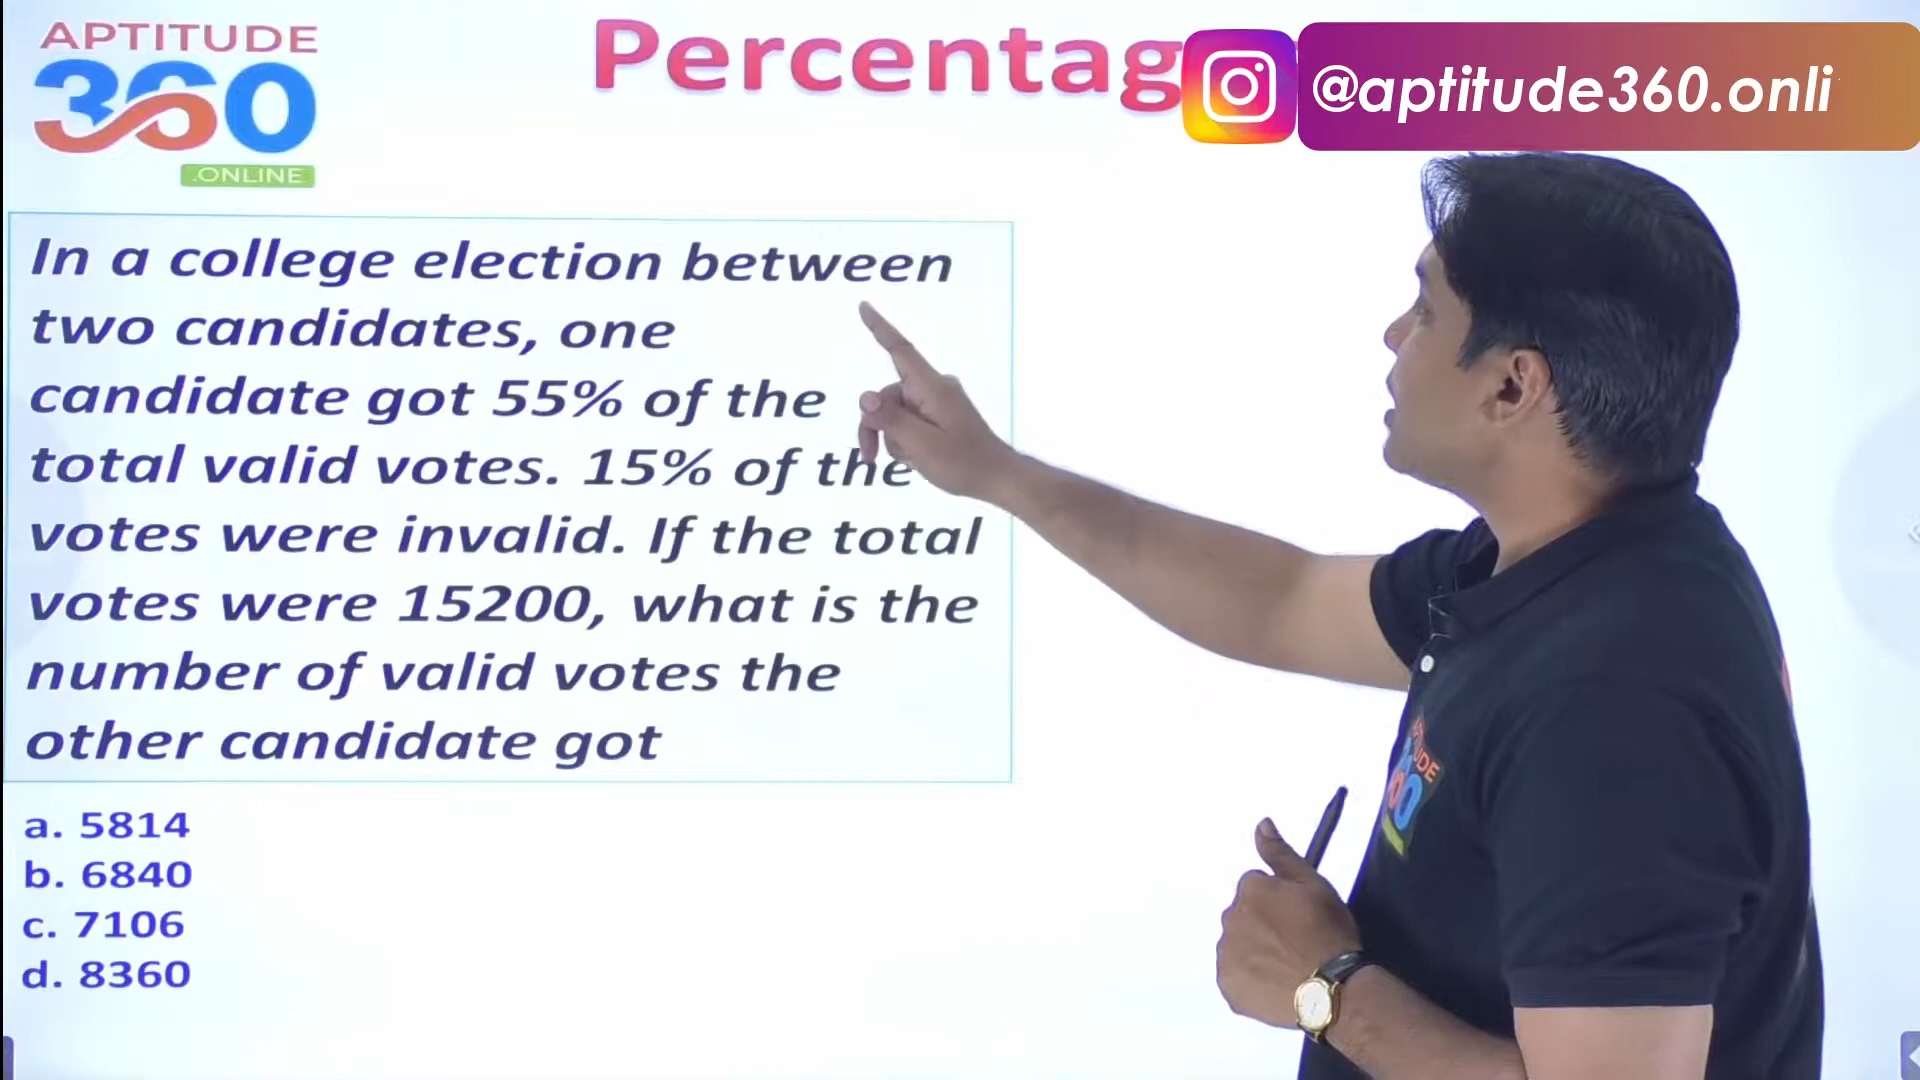 APTITUDE
360
.ONLINE
Percentag
@aptitude360.onli
In a college election between
two candidates, one
candidate got 55% of the
total valid votes. 15% of the
votes were invalid. If the total
votes were 15200, what is the
number of valid votes the
other candidate got
a. 5814
b. 6840
c. 7106
d. 8360